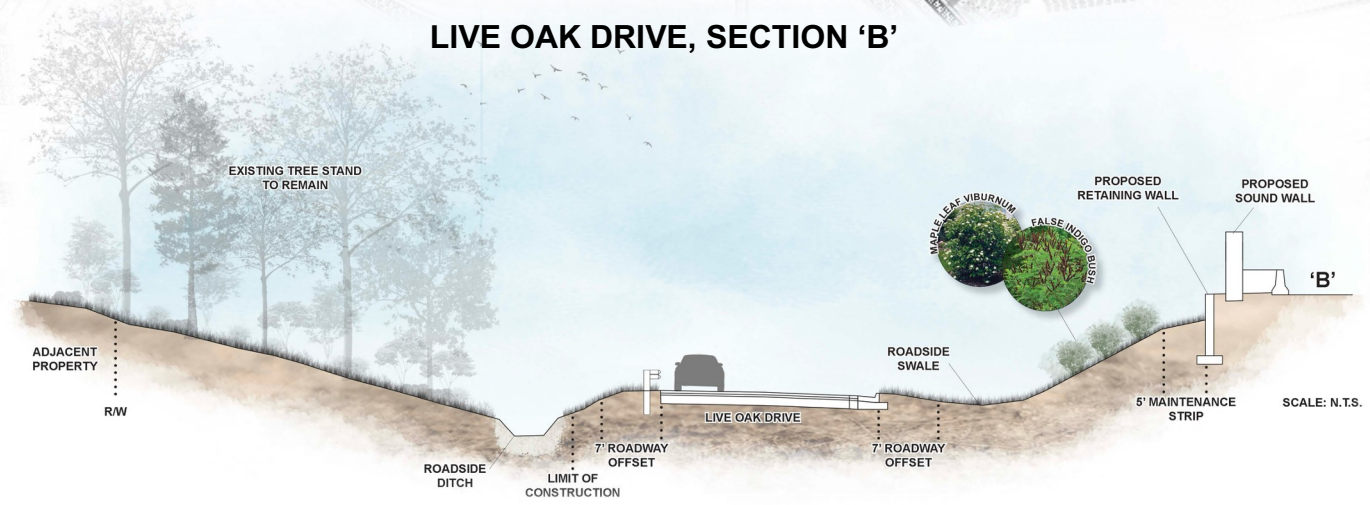 LIVE OAK DRIVE, SECTION ‘B’
EXISTING TREE STAND
TO REMAIN
MAPLE LEAF VIBURNUM
FALSE INDIGO BUSH
PROPOSED
RETAINING WALL
PROPOSED
SOUND WALL
‘B’
ADJACENT
PROPERTY
R/W
ROADSIDE
DITCH
LIMIT OF
CONSTRUCTION
7’ ROADWAY
OFFSET
LIVE OAK DRIVE
7’ ROADWAY
OFFSET
ROADSIDE
SWALE
5’ MAINTENANCE
STRIP
SCALE: N.T.S.